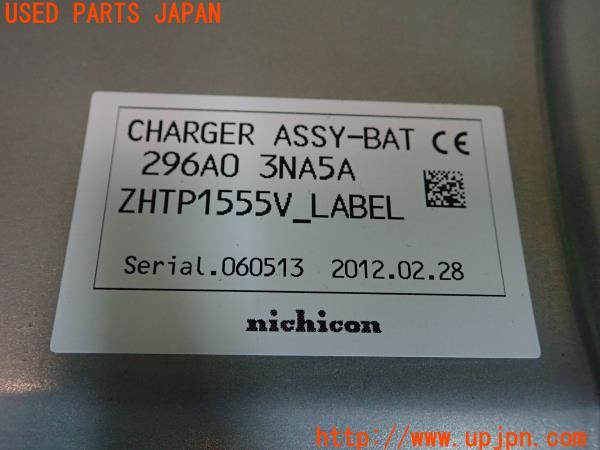 USED PARTS JAPAN
CHARGER ASSY-BAT CE
296A0 3NA5A
ZHTP1555V_LABEL
Serial.060513 2012.02.28
nichicon
http://www.upjpn.com